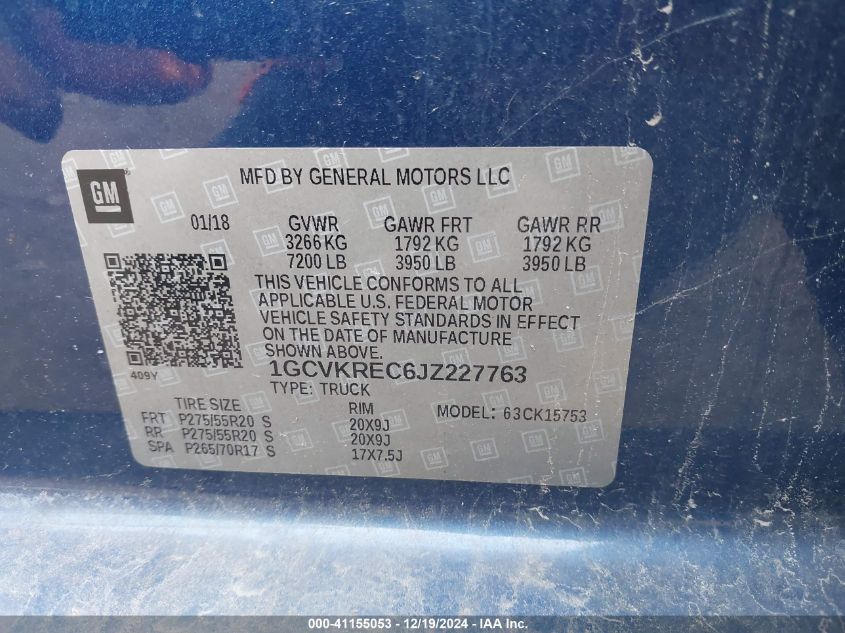 GM
MFD BY GENERAL MOTORS LLC
01/18 GVWR GAWR FRT GAWR RR
3266 KG 1792 KG 1792 KG
7200 LB 3950 LB 3950 LB
THIS VEHICLE CONFORMS TO ALL
APPLICABLE U.S. FEDERAL MOTOR
VEHICLE SAFETY STANDARDS IN EFFECT
ON THE DATE OF MANUFACTURE
SHOWN ABOVE.
409Y
1GCVKREC6JZ227763
TYPE: TRUCK
TIRE SIZE RIM MODEL: 63CK15753
FRT P275/55R20 S 20X9J
RR P275/55R20 S 20X9J
SPA P265/70R17 S 17X7.5J
000-41155053 - 12/19/2024 - IAA Inc.